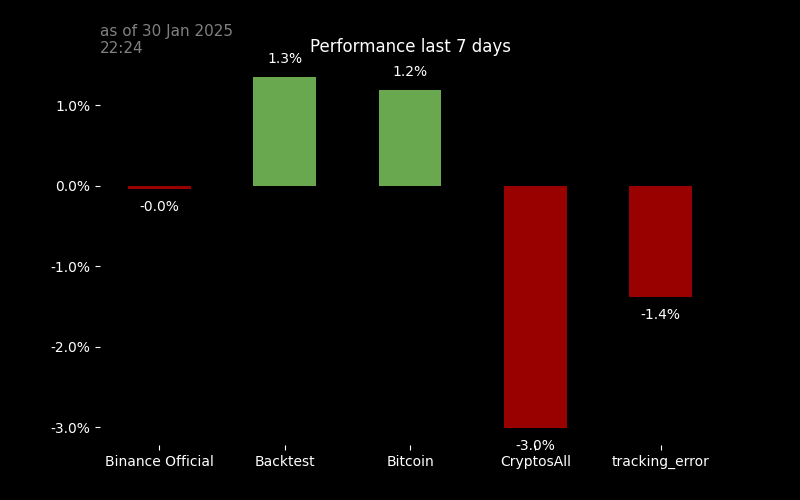 as of 30 Jan 2025
22:24
Performance last 7 days
1.3%
1.2%
1.0%
0.0%
-0.0%
-1.0%
-1.4%
-2.0%
-3.0%
-3.0%
Binance Official
Backtest
Bitcoin
CryptosAll
tracking_error